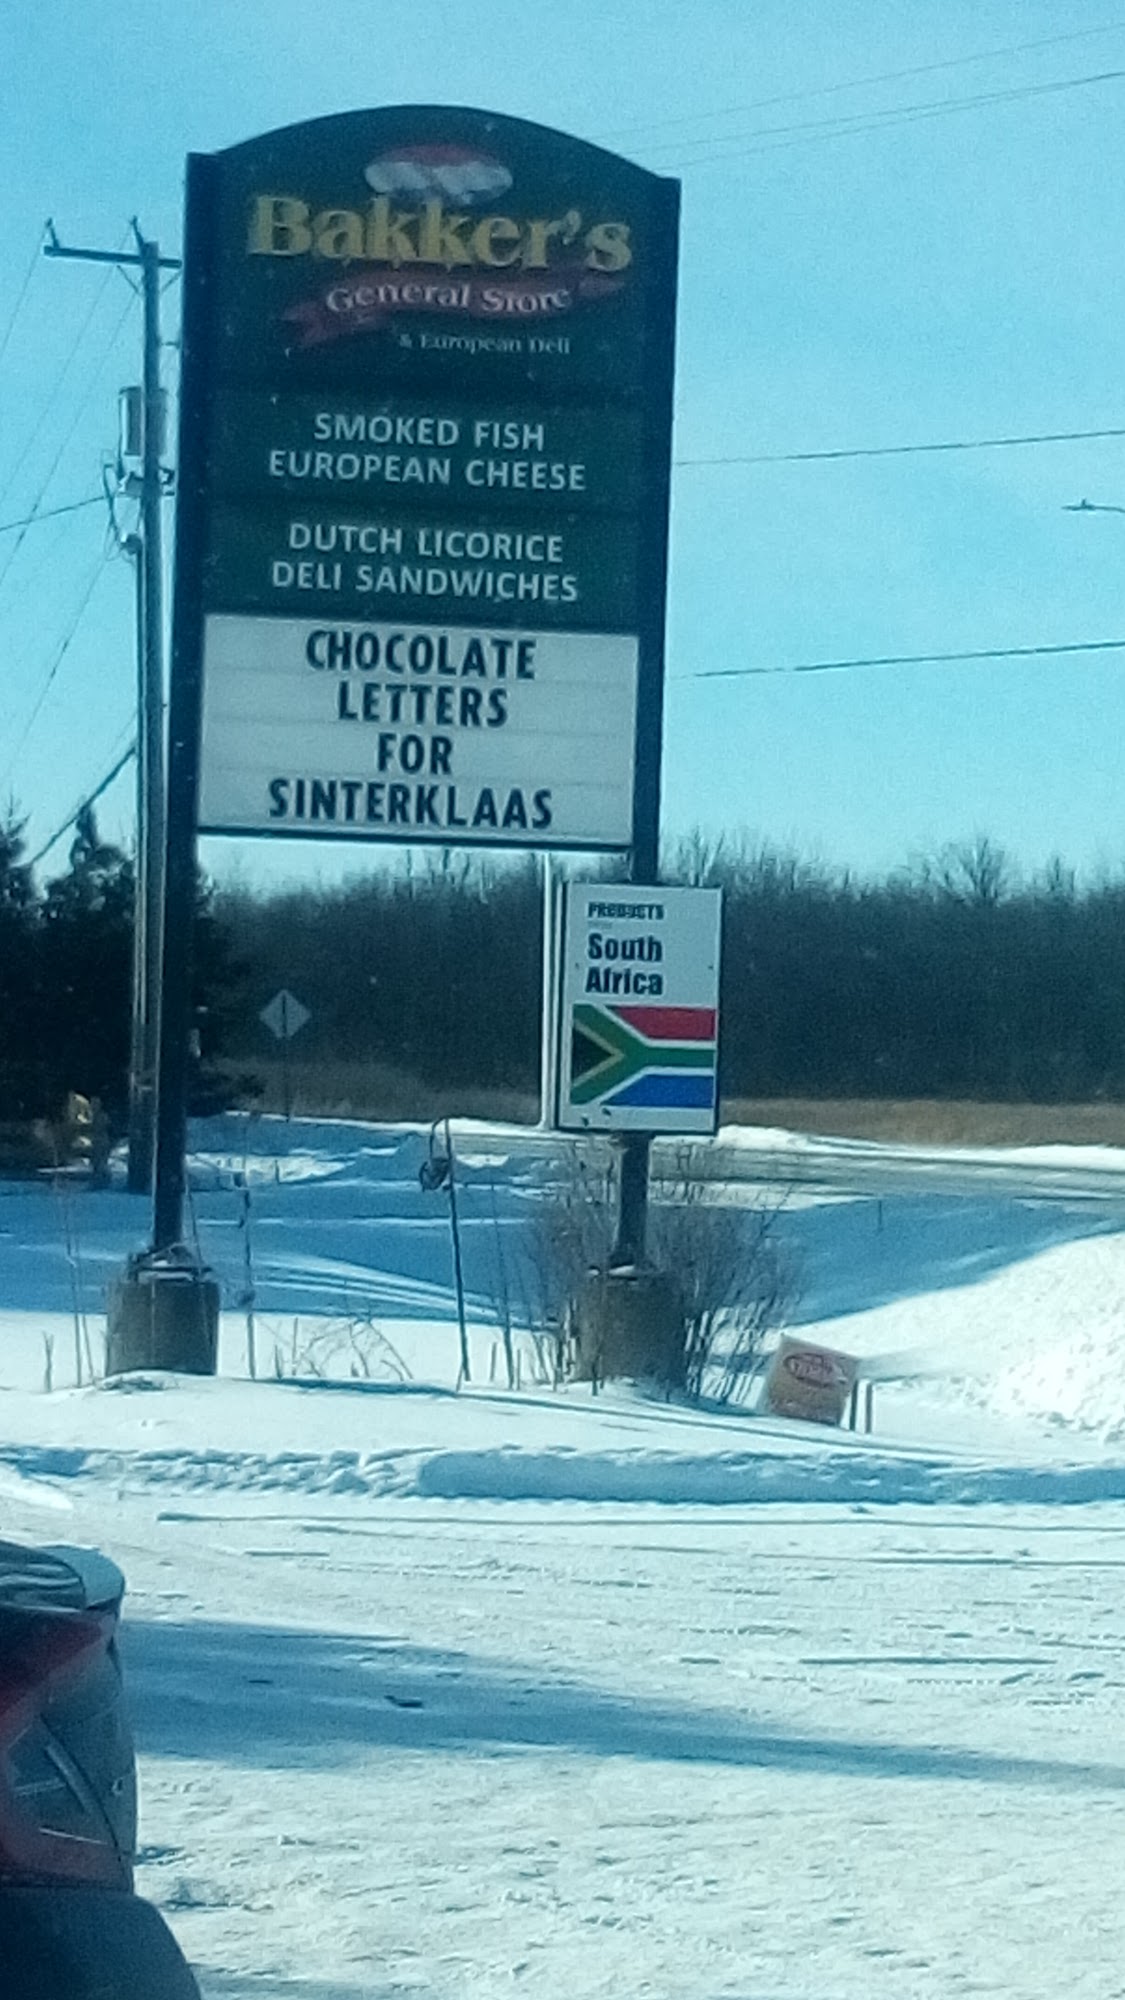 Bakker's
General Store
& European Deli
SMOKED FISH
EUROPEAN CHEESE
DUTCH LICORICE
DELI SANDWICHES
CHOCOLATE
LETTERS
FOR
SINTERKLAAS
PRODUCTS
South
Africa